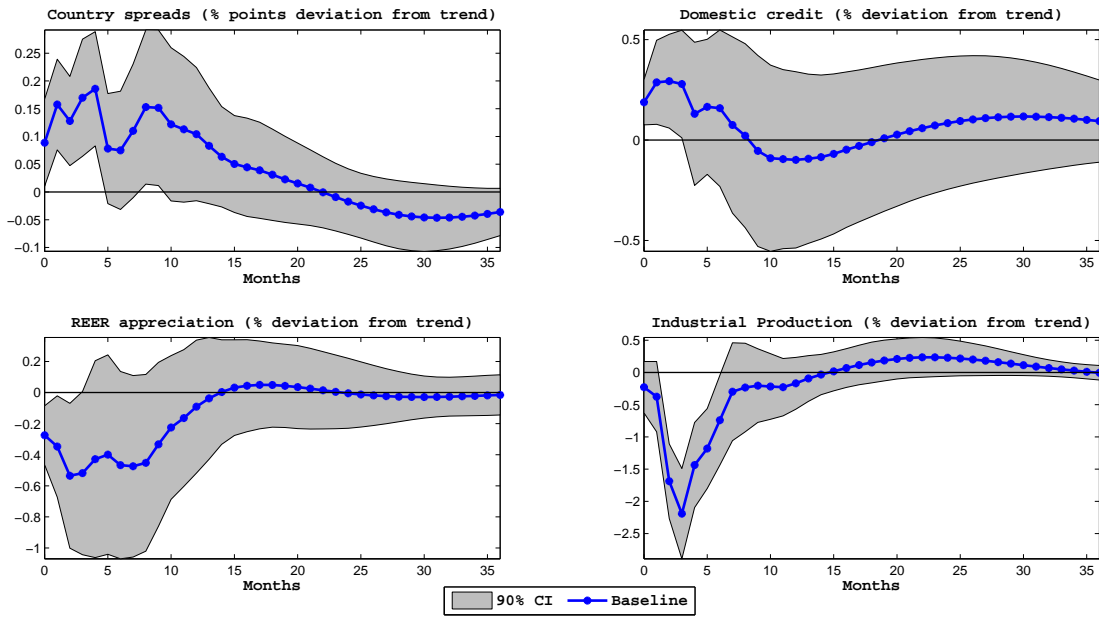 Country spreads (% points deviation from trend)
0.25
0.2
0.15
0.1
0.05
0
−0.05
−0.1
0 5 10 15 20 25 30 35
Months
Domestic credit (% deviation from trend)
0.5
0
−0.5
0 5 10 15 20 25 30 35
Months
REER appreciation (% deviation from trend)
0.2
0
−0.2
−0.4
−0.6
−0.8
−1
0 5 10 15 20 25 30 35
Months
Industrial Production (% deviation from trend)
0.5
0
−0.5
−1
−1.5
−2
−2.5
0 5 10 15 20 25 30 35
Months
90% CI Baseline